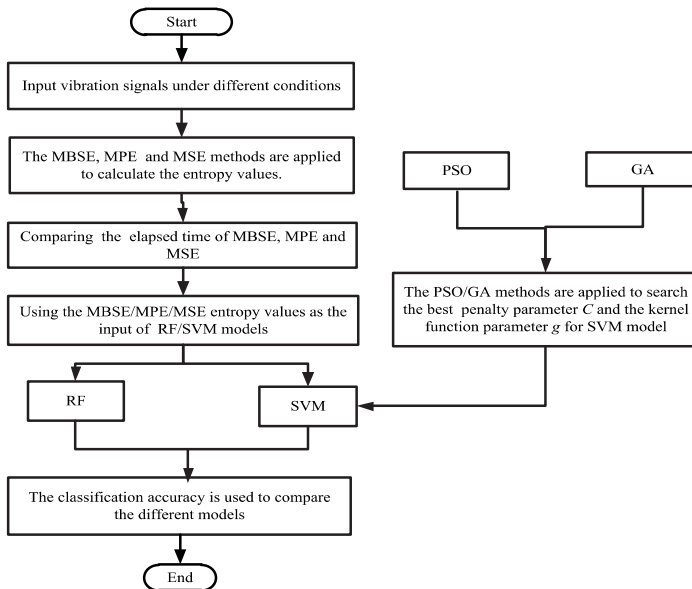 Start
Input vibration signals under different conditions
The MBSE, MPE and MSE methods are applied
to calculate the entropy values.
Comparing the elapsed time of MBSE, MPE and
MSE
Using the MBSE/MPE/MSE entropy values as the
input of RF/SVM models
PSO
GA
The PSO/GA methods are applied to search
the best penalty parameter C and the kernel
function parameter g for SVM model
RF
SVM
The classification accuracy is used to compare
the different models
End